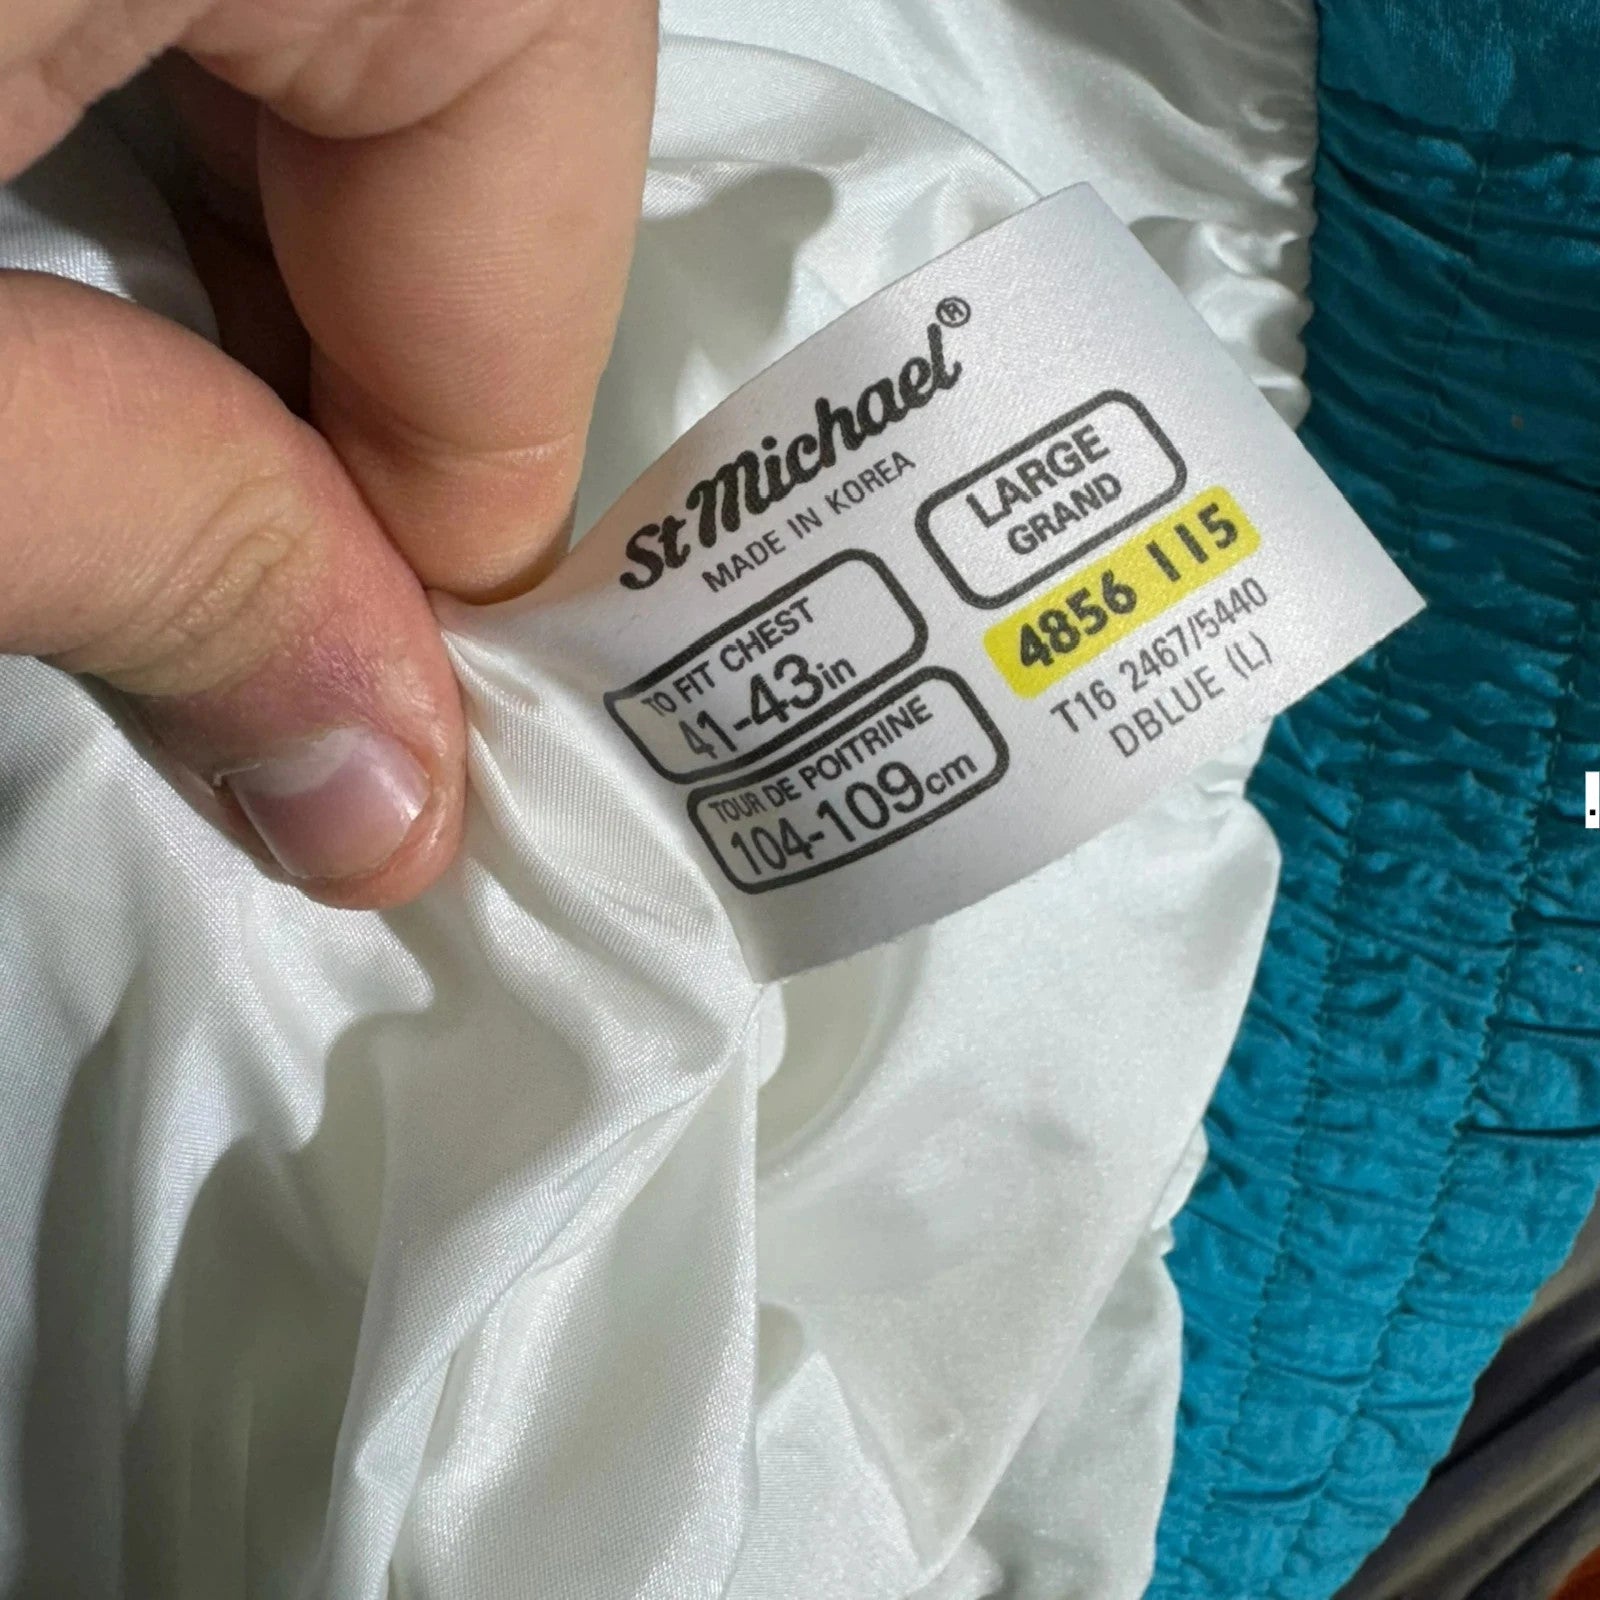 St Michael®
MADE IN KOREA
TO FIT CHEST
41-43in
TOUR DE POITRINE
104-109cm
LARGE
GRAND
4856 115
T16 2467/5440
DBLUE (L)
.